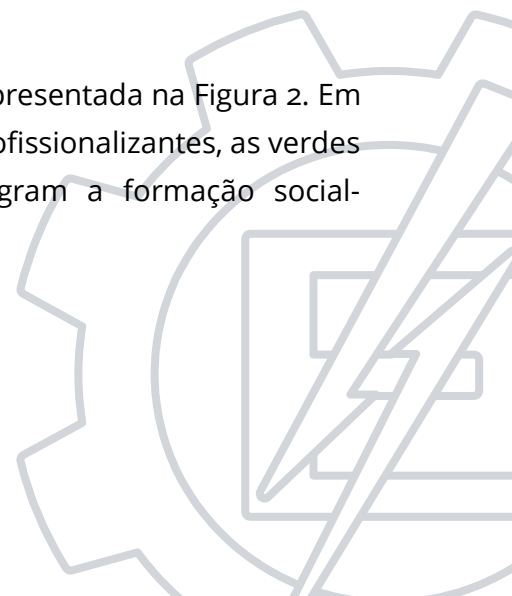 presentada na Figura 2. Em
ofissionalizantes, as verdes
gram a formação social-